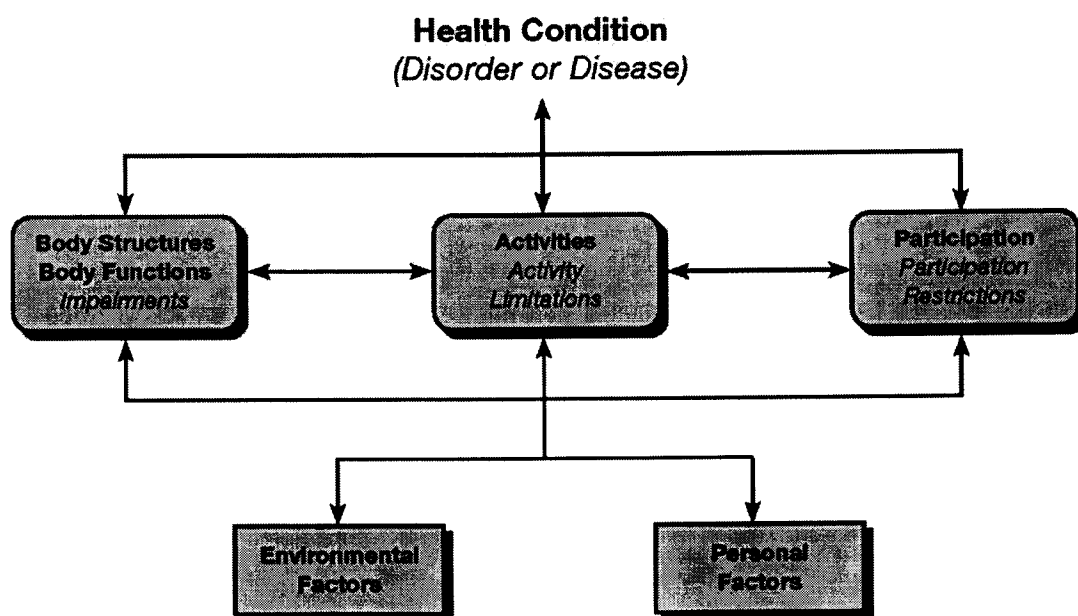 Health Condition
(Disorder or Disease)
Body Structures
Body Functions
Impairments
Activities
Activity
Limitations
Participation
Participation
Restrictions
Environmental
Factors
Personal
Factors